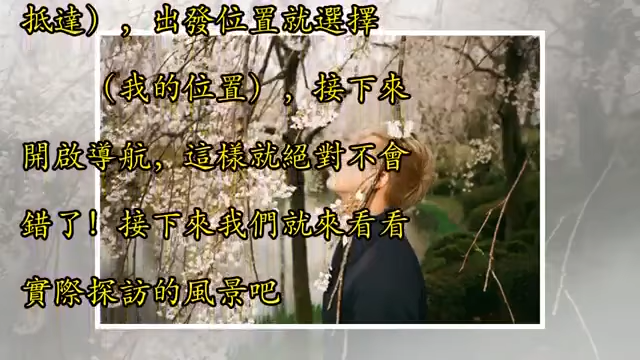 抵達），出發位置就選擇
（我的位置），接下來
開啟導航，這樣就絕對不會
錯了！接下來我們就來看看
實際探訪的風景吧